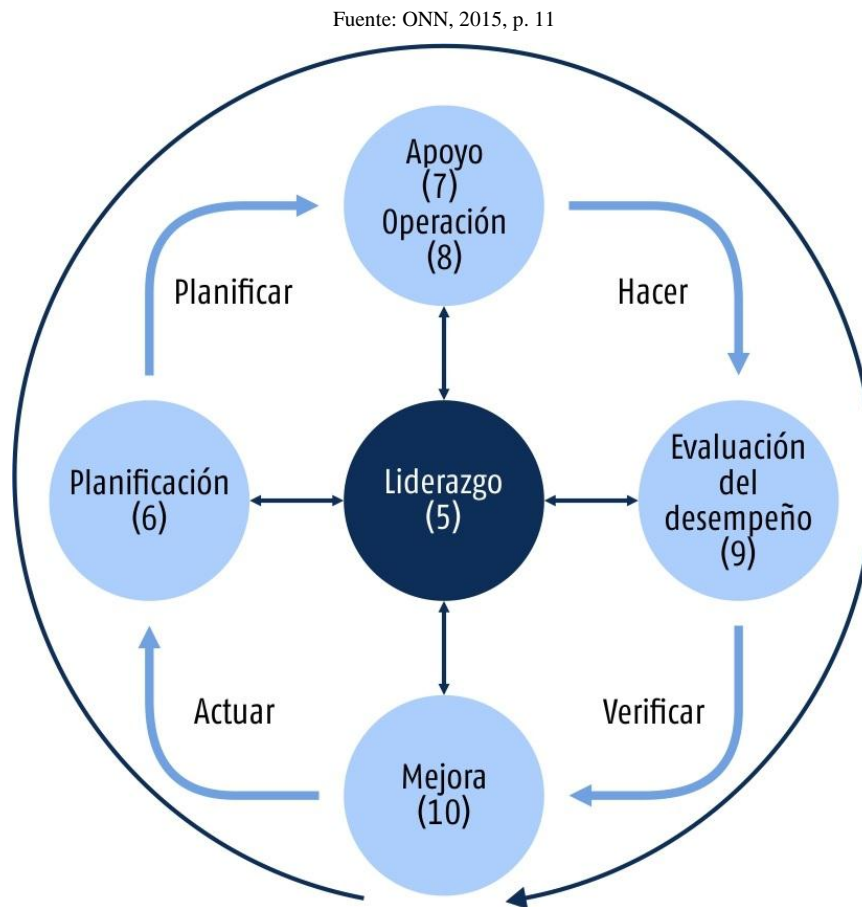 Fuente: ONN, 2015, p. 11
Apoyo
(7)
Operación
(8)
Planificar
Hacer
Planificación
(6)
Liderazgo
(5)
Evaluación
del
desempeño
(9)
Actuar
Verificar
Mejora
(10)